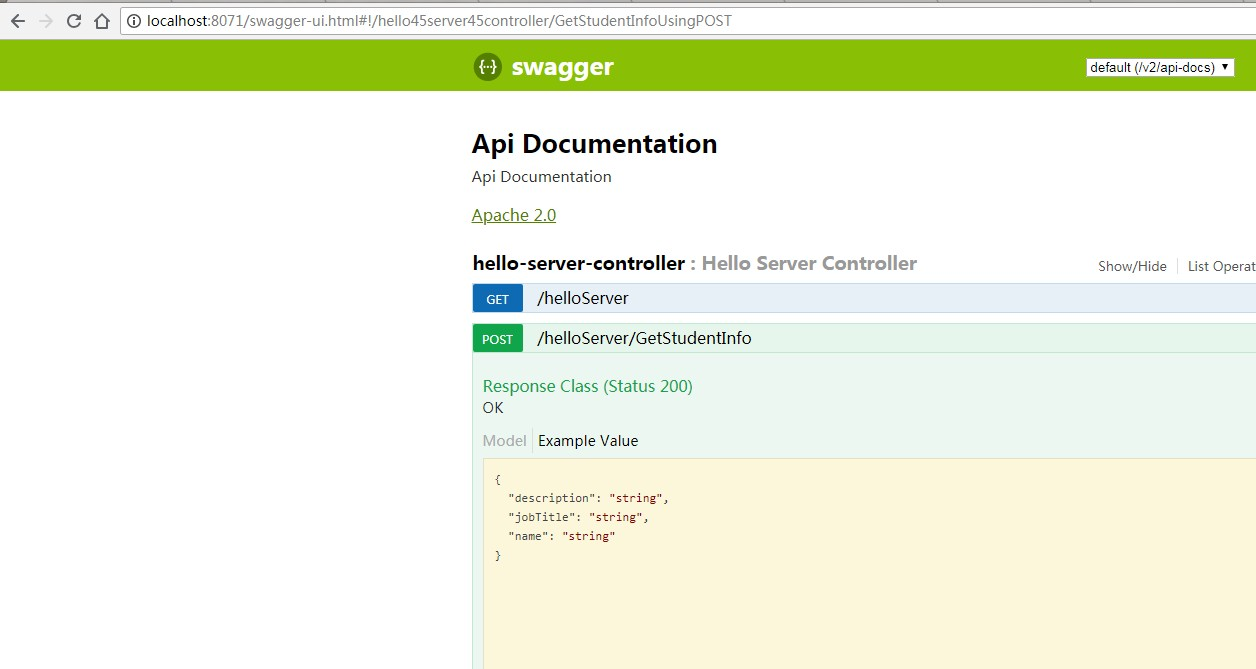 localhost:8071/swagger-ui.html#!/hello45server45controller/GetStudentInfoUsingPOST
{···} swagger
default (/v2/api-docs) ▼
Api Documentation
Api Documentation
Apache 2.0
hello-server-controller : Hello Server Controller
Show/Hide List Operat
GET /helloServer
POST /helloServer/GetStudentInfo
Response Class (Status 200)
OK
Model Example Value
{
"description": "string",
"jobTitle": "string",
"name": "string"
}